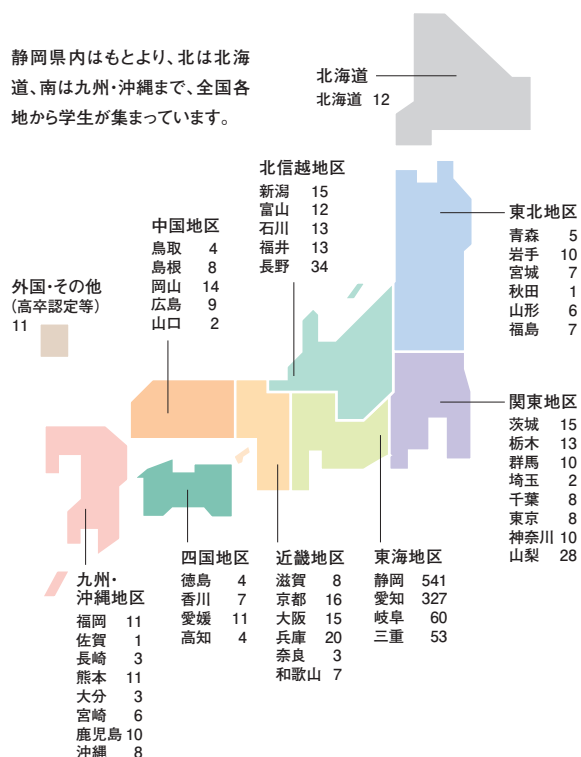 静岡県内はもとより、北は北海
道、南は九州・沖縄まで、全国各
地から学生が集まっています。
北海道
北海道 12
北信越地区
新潟 15
富山 12
石川 13
福井 13
長野 34
東北地区
青森 5
岩手 10
宮城 7
秋田 1
山形 6
福島 7
中国地区
鳥取 4
島根 8
岡山 14
広島 9
山口 2
外国・その他
(高卒認定等)
11
関東地区
茨城 15
栃木 13
群馬 10
埼玉 2
千葉 8
東京 8
神奈川 10
山梨 28
九州・
沖縄地区
福岡 11
佐賀 1
長崎 3
熊本 11
大分 3
宮崎 6
鹿児島 10
沖縄 8
四国地区
徳島 4
香川 7
愛媛 11
高知 4
近畿地区
滋賀 8
京都 16
大阪 15
兵庫 20
奈良 3
和歌山 7
東海地区
静岡 541
愛知 327
岐阜 60
三重 53